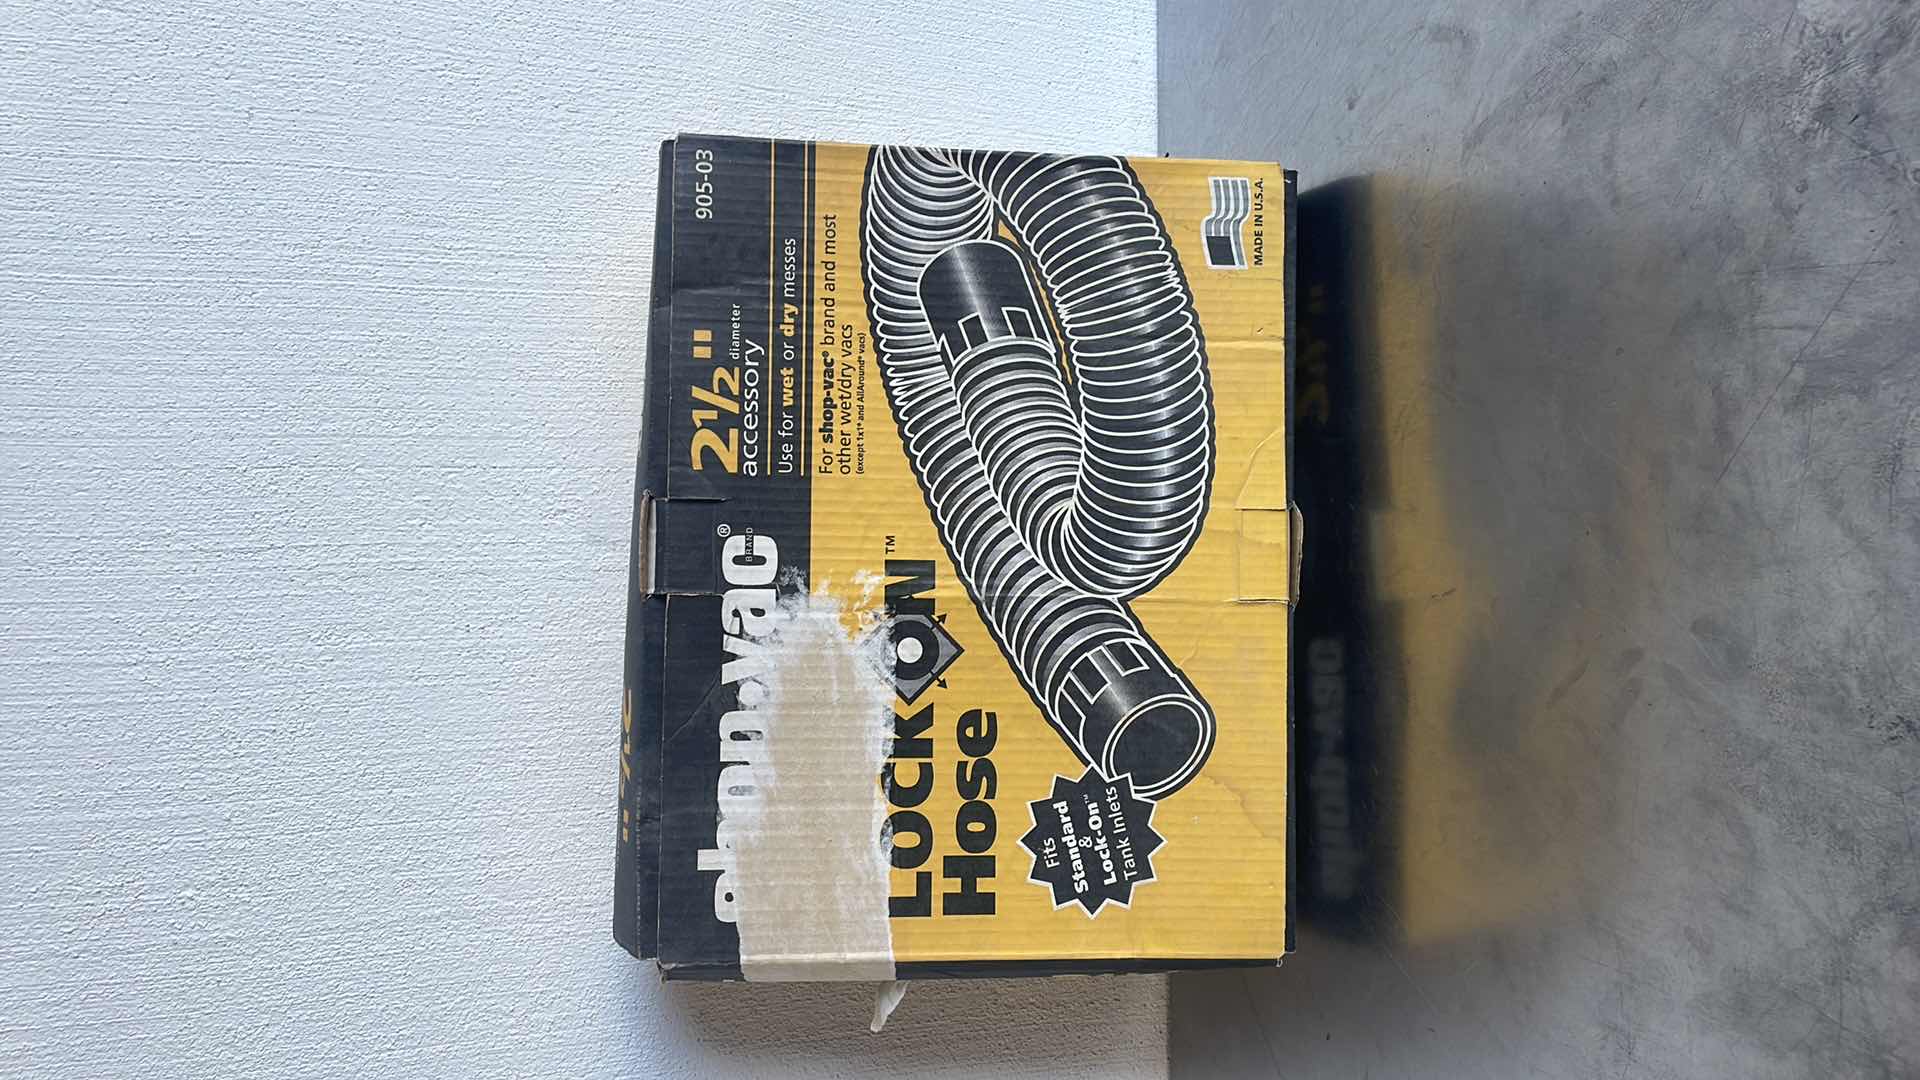 905-03
2½"
diameter
accessory
Use for wet or dry messes
shop·vac®
BRAND
For shop-vac® brand and most
other wet/dry vacs
(except 1x1® and AllAround® vacs)
LOCK ON™
Hose
Fits
Standard
&
Lock-On™
Tank Inlets
MADE IN U.S.A.